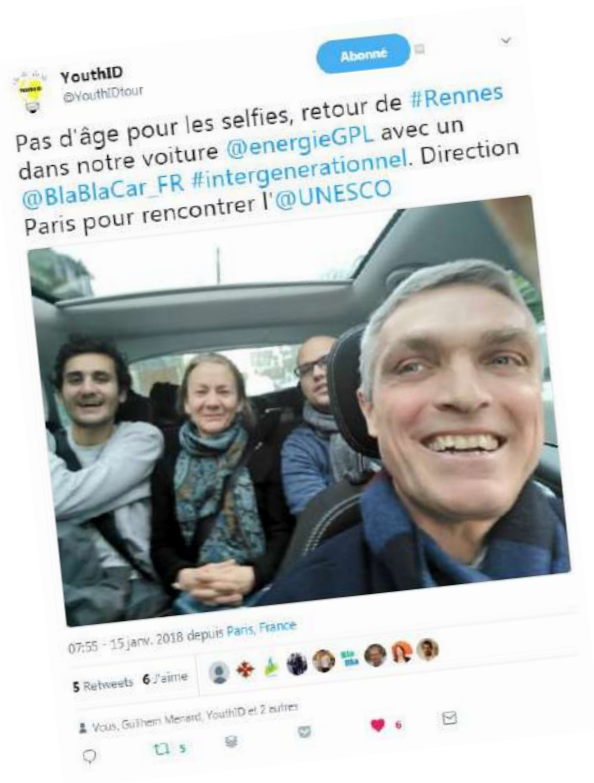 YouthID
@YouthIDtour
Abonné
Pas d'âge pour les selfies, retour de #Rennes
dans notre voiture @energieGPL avec un
@BlaBlaCar_FR #intergenerationnel. Direction
Paris pour rencontrer l'@UNESCO
07:55 - 15 janv. 2018 depuis Paris, France
5 Retweets 6 J'aime
Bla Bla
Vous, Guilhem Menard, YouthID et 2 autres
5
6